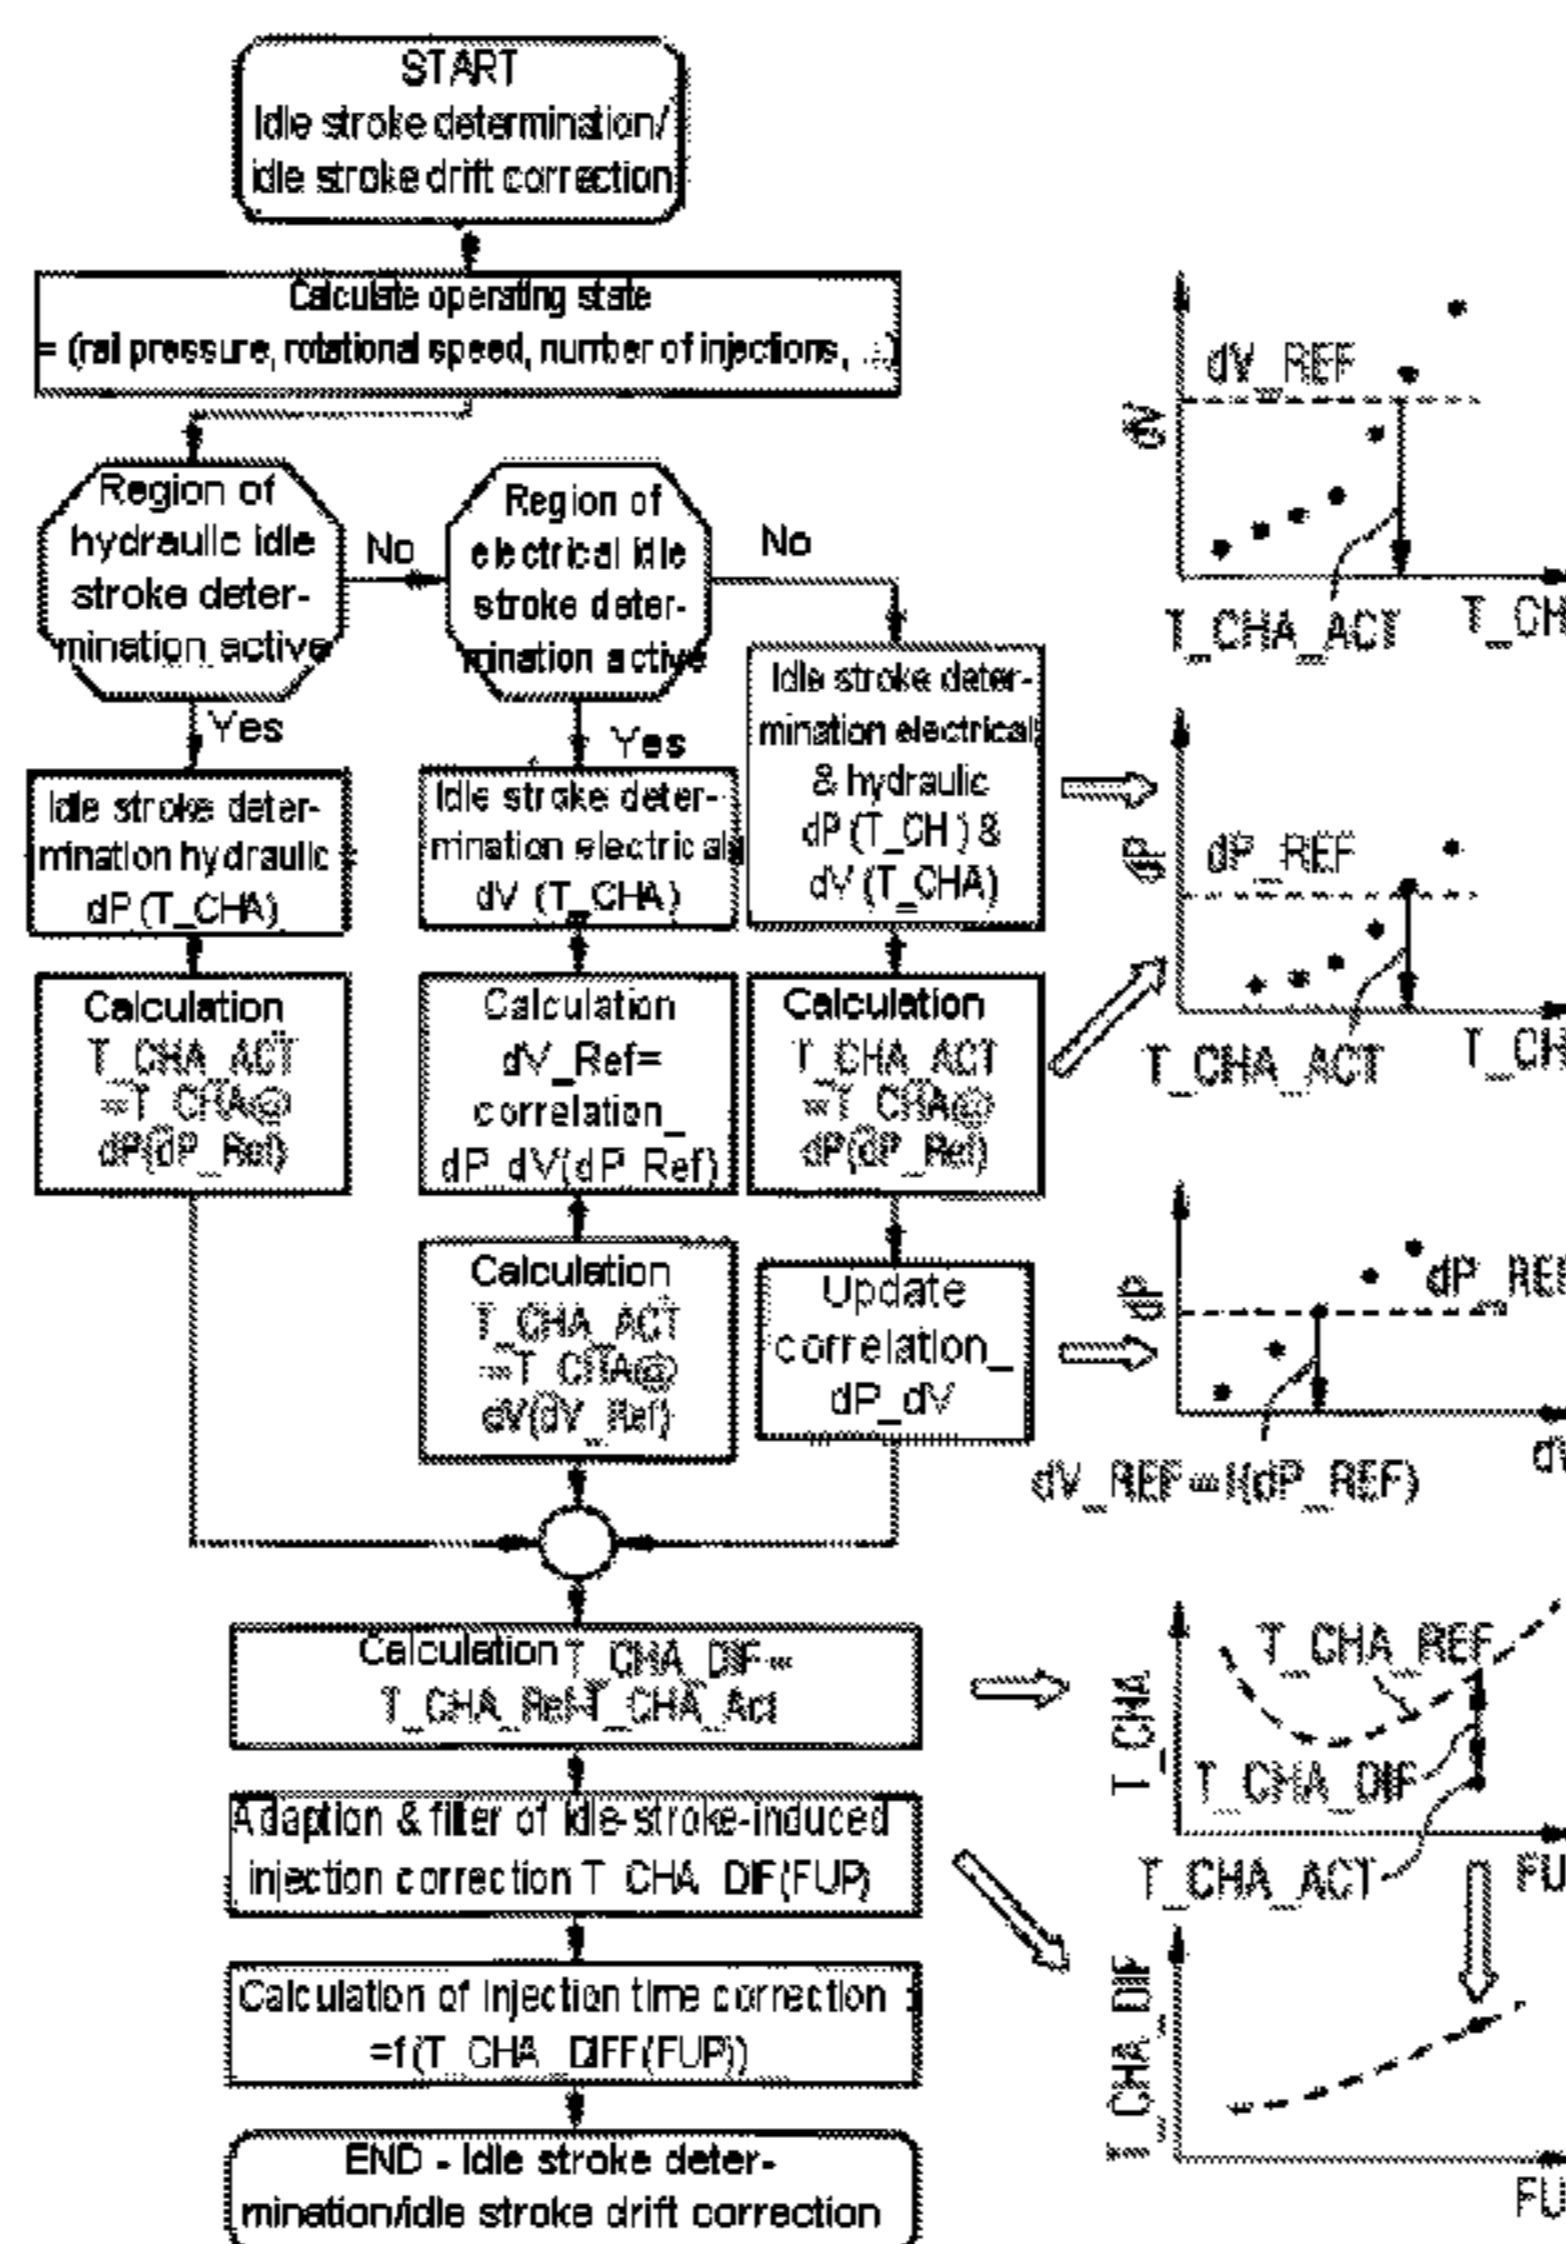 START
Idle stroke determination/
idle stroke drift correction
Calculate operating state
= (rail pressure, rotational speed, number of injections, ...)
Region of
hydraulic idle
stroke deter-
mination active
No
Region of
electrical idle
stroke deter-
mination active
No
Yes
Yes
Idle stroke deter-
mination hydraulic
dP (T_CHA)
Idle stroke deter-
mination electrical
dV (T_CHA)
Idle stroke deter-
mination electrical
& hydraulic
dP (T_CH ) &
dV (T_CHA)
Calculation
T_CHA_ACT
=T_CHA@
dP(dP_Ref)
Calculation
dV_Ref=
correlation_
dP_dV(dP_Ref)
Calculation
T_CHA_ACT
=T_CHA@
dP(dP_Ref)
Calculation
T_CHA_ACT
=T_CHA@
dV(dV_Ref)
Update
correlation_
dP_dV
Calculation T_CHA_DIF=
T_CHA_Ref-T_CHA_Act
Adaption & filter of idle-stroke-induced
injection correction T_CHA_DIF(FUP)
Calculation of injection time correction
=f(T_CHA_DIFF(FUP))
END - Idle stroke deter-
mination/idle stroke drift correction
dV
dV_REF
T_CHA_ACT
T_CH
dP
dP_REF
T_CHA_ACT
T_CH
dP
dP_REF
dV_REF=f(dP_REF)
T_CHA
T_CHA_REF
T_CHA_DIF
T_CHA_ACT
FU
T_CHA_DIF
FU